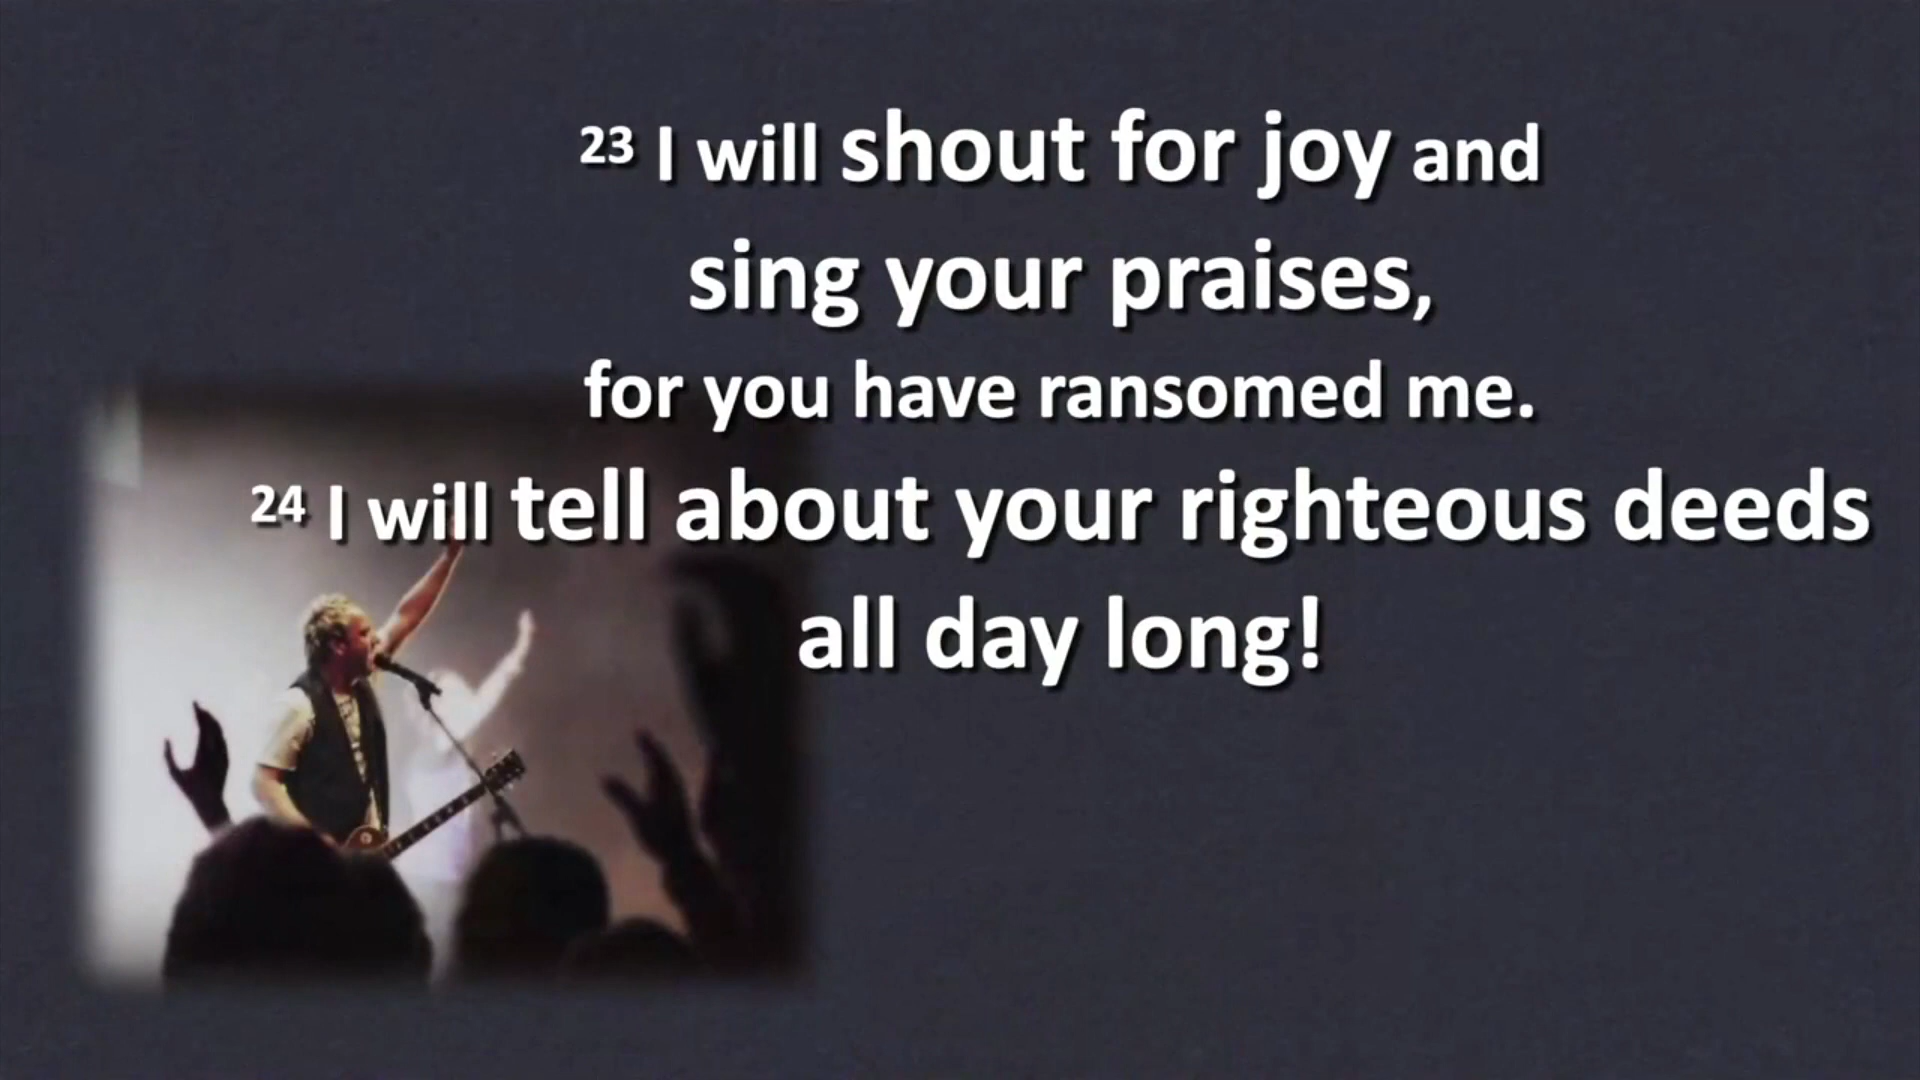 23 I will shout for joy and
sing your praises,
for you have ransomed me.
24 I will tell about your righteous deeds
all day long!